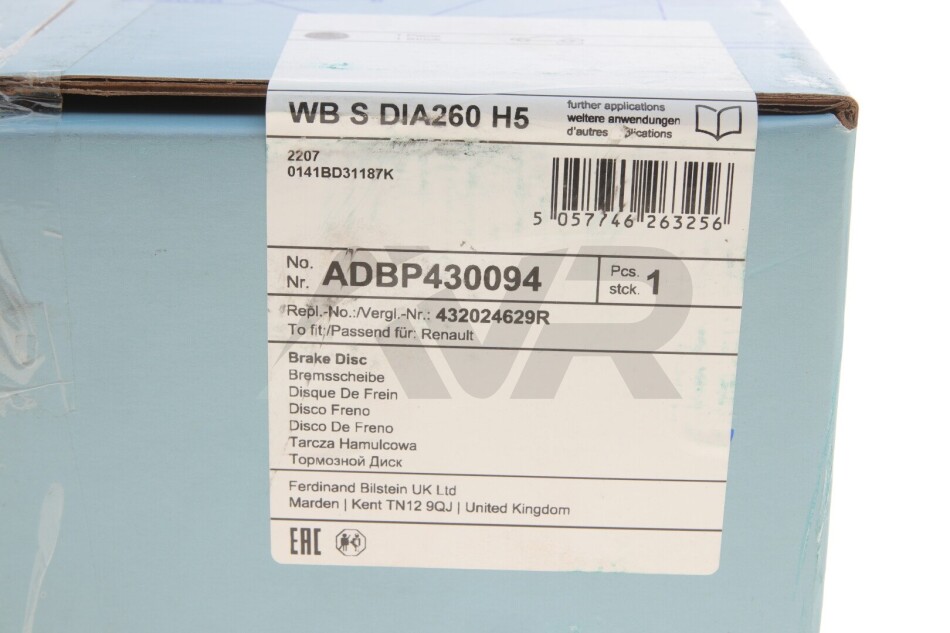 WB S DIA260 H5
further applications
weitere anwendungen
d'autres
2207
0141BD31187K
5 057746 263256
No.
Nr. ADBP430094
Pcs.
stck. 1
Repl.-No.:/Vergl.-Nr.: 432024629R
To fit:/Passend für: Renault
Brake Disc
Bremsscheibe
Disque De Frein
Disco Freno
Disco De Freno
Tarcza Hamulcowa
Тормозной Диск
Ferdinand Bilstein UK Ltd
Marden | Kent TN12 9QJ | United Kingdom
EAC
AVR